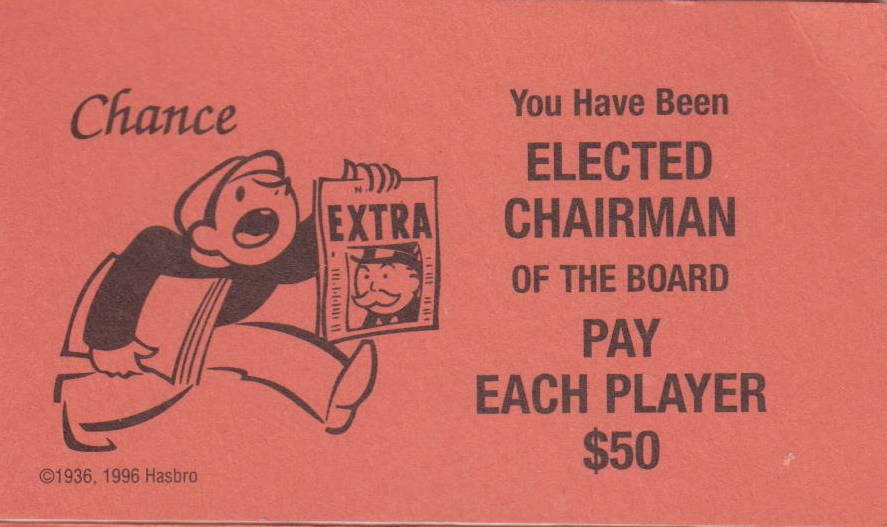 Chance
N.
EXTRA
You Have Been
ELECTED
CHAIRMAN
OF THE BOARD
PAY
EACH PLAYER
$50
©1936, 1996 Hasbro